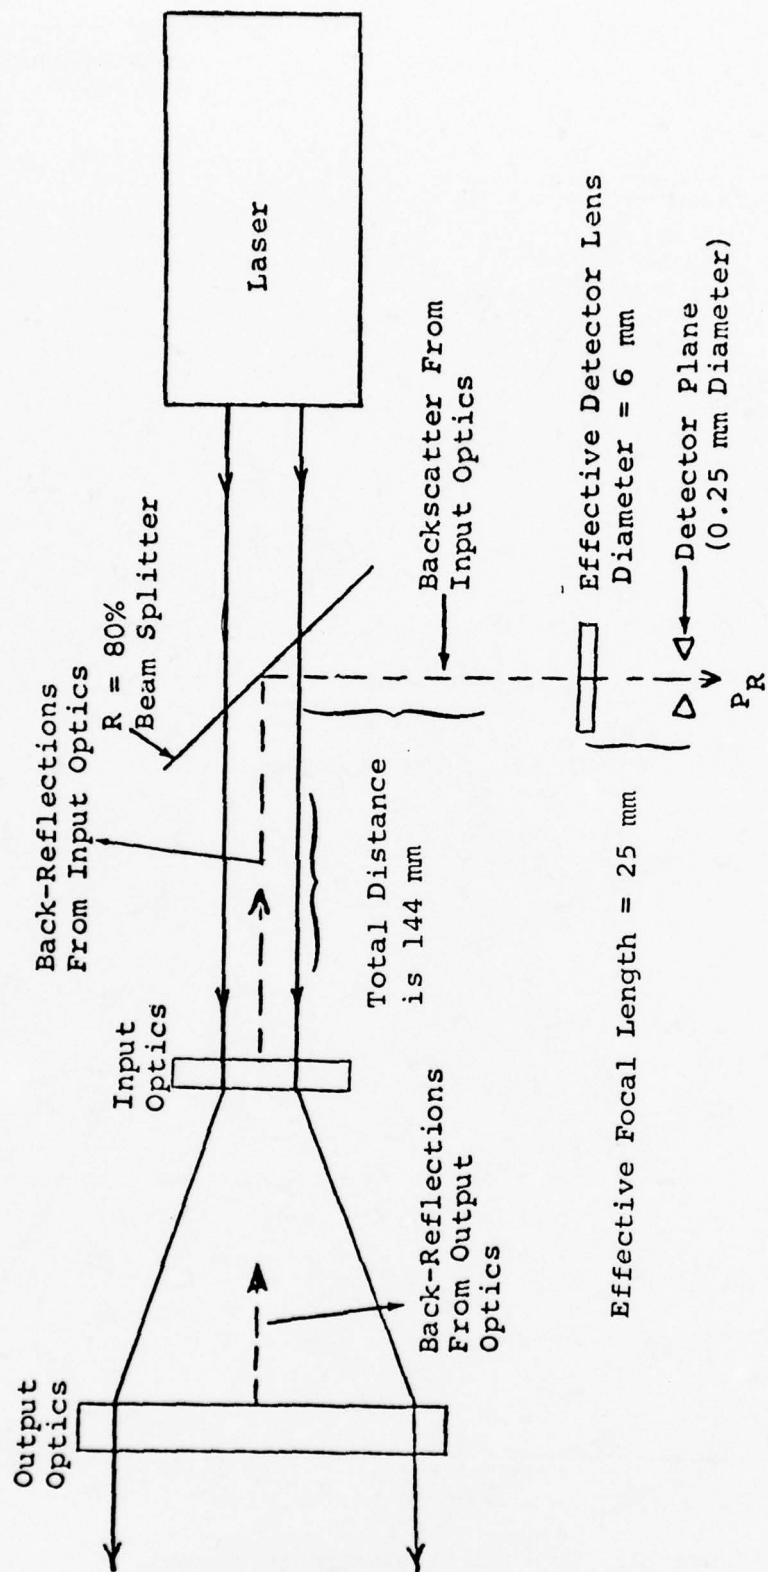 Output
Optics
Input
Optics
Back-Reflections
From Input Optics
R = 80%
Beam Splitter
Laser
Back-Reflections
From Output
Optics
Total Distance
is 144 mm
Backscatter From
Input Optics
Effective Focal Length = 25 mm
Effective Detector Lens
Diameter = 6 mm
Detector Plane
(0.25 mm Diameter)
PR